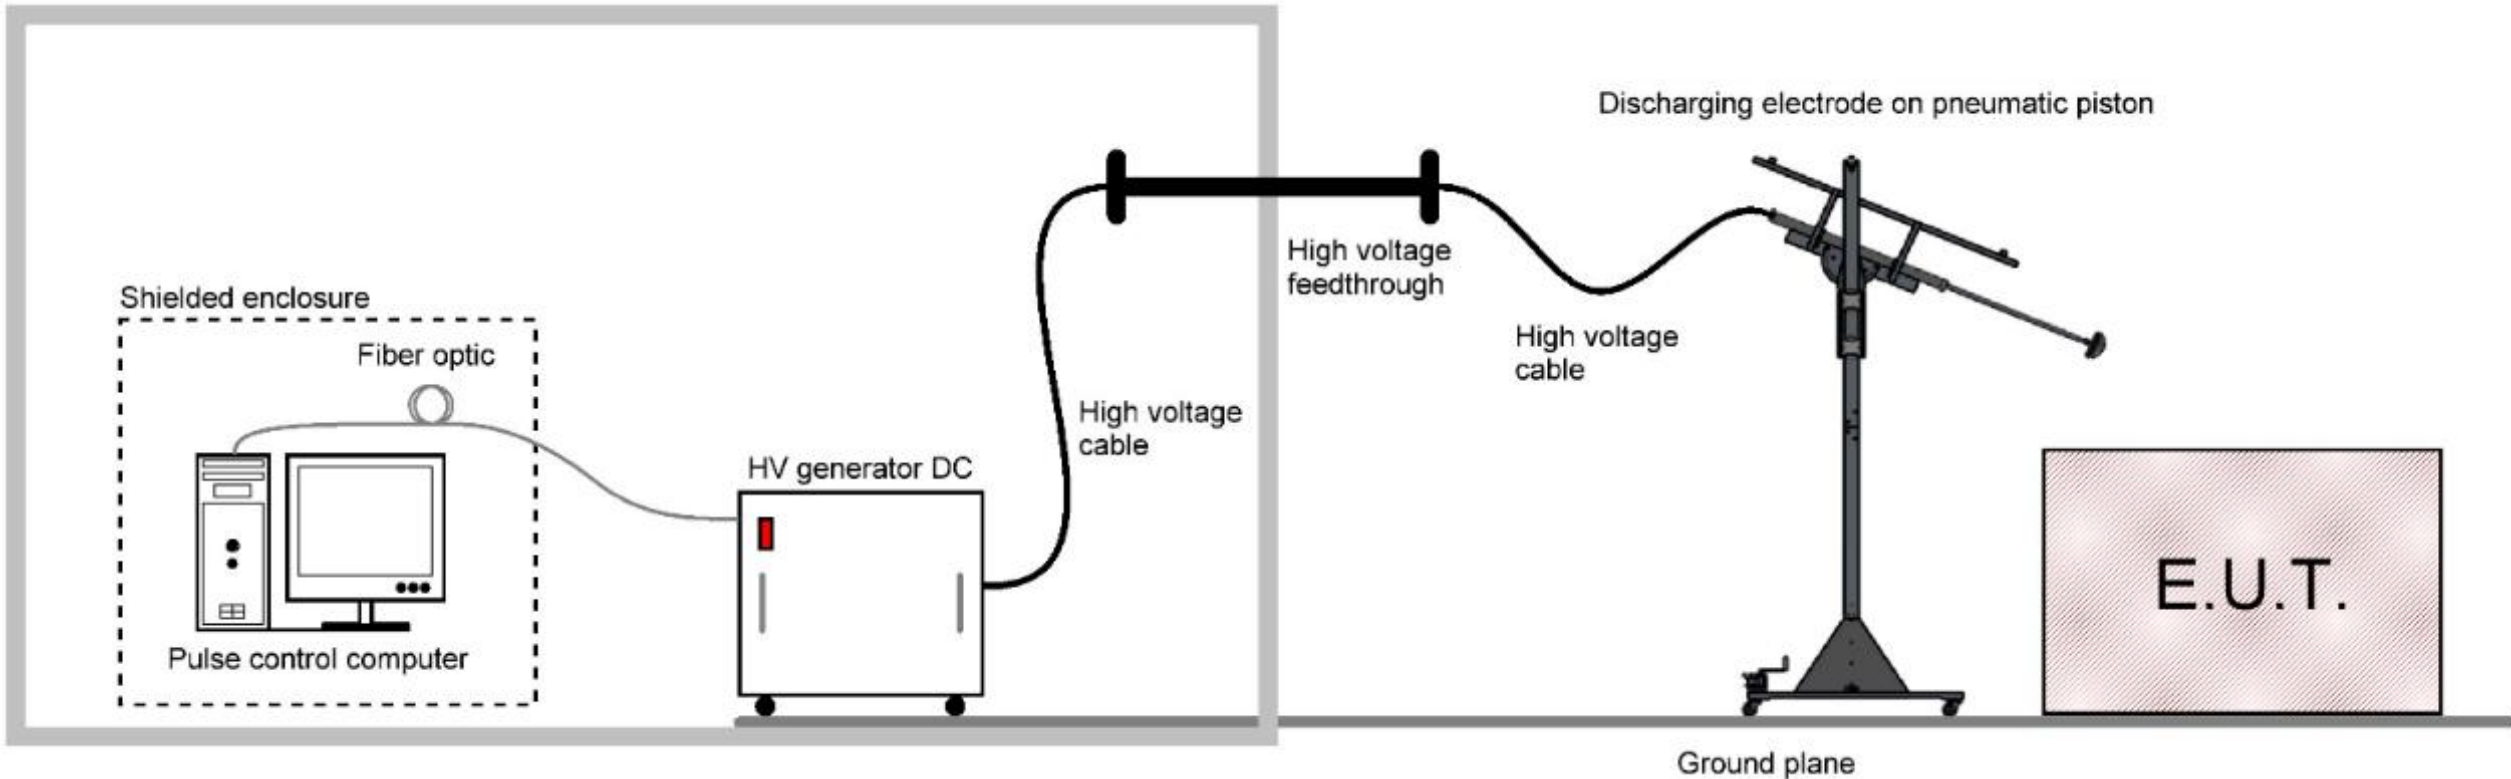 Discharging electrode on pneumatic piston
High voltage
feedthrough
Shielded enclosure
High voltage
cable
Fiber optic
High voltage
cable
HV generator DC
E.U.T.
Pulse control computer
Ground plane